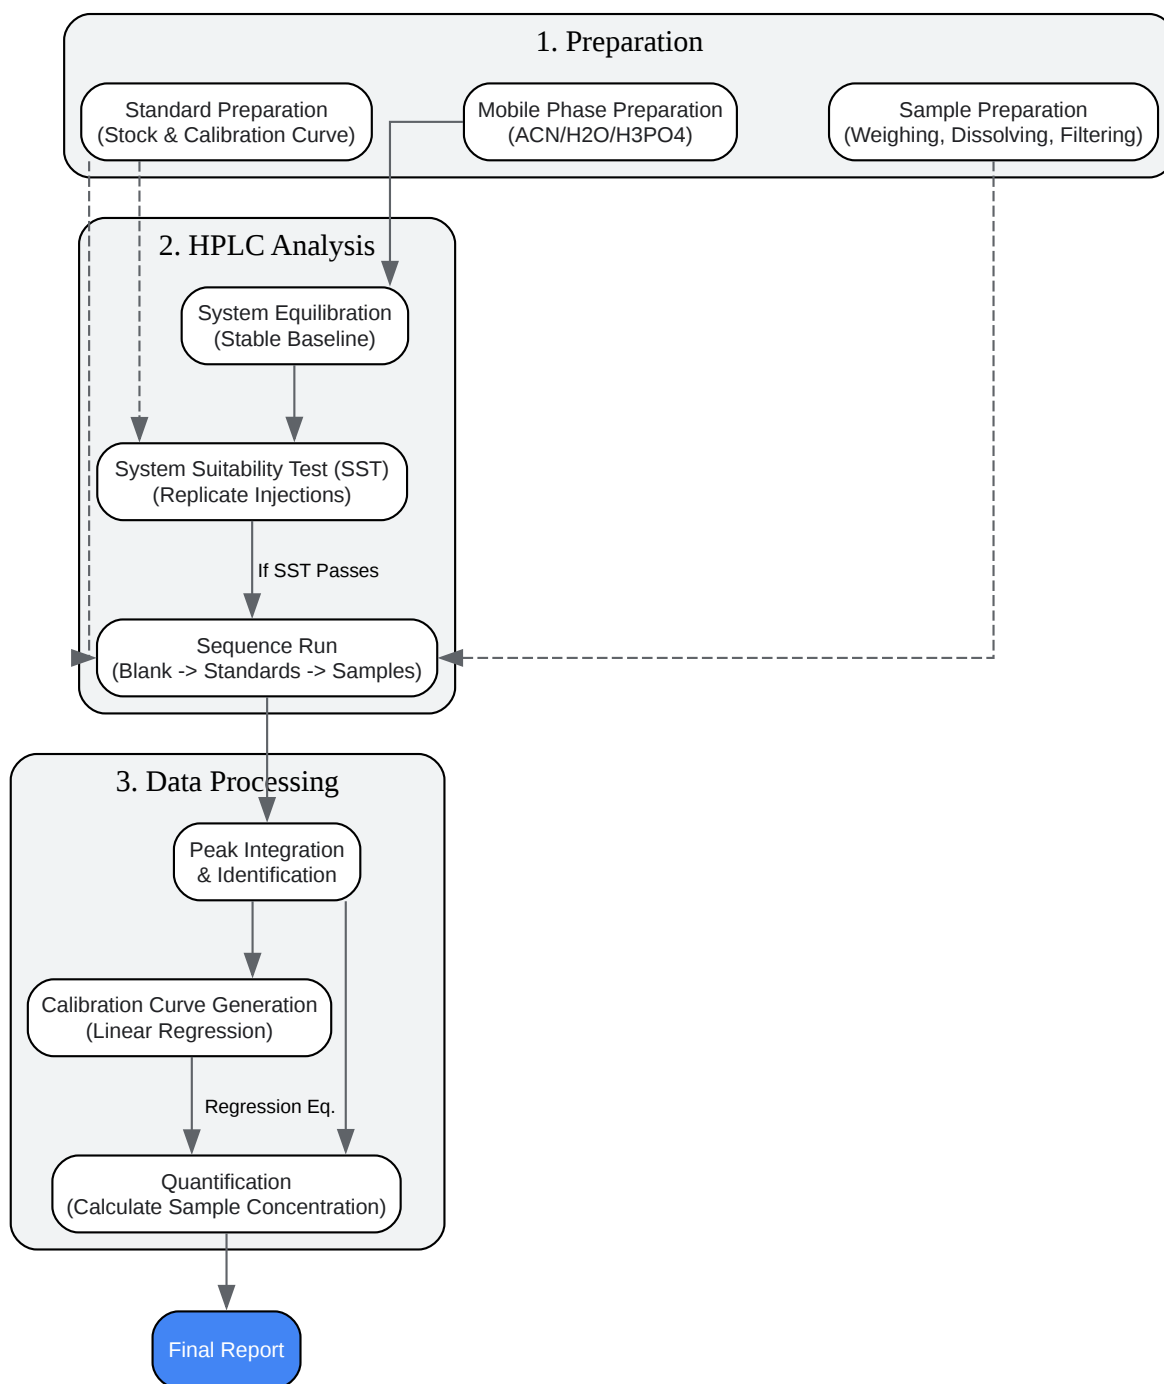 1. Preparation
Standard Preparation
(Stock & Calibration Curve)
Mobile Phase Preparation
(ACN/H2O/H3PO4)
Sample Preparation
(Weighing, Dissolving, Filtering)
2. HPLC Analysis
System Equilibration
(Stable Baseline)
System Suitability Test (SST)
(Replicate Injections)
If SST Passes
Sequence Run
(Blank -> Standards -> Samples)
3. Data Processing
Peak Integration
& Identification
Calibration Curve Generation
(Linear Regression)
Regression Eq.
Quantification
(Calculate Sample Concentration)
Final Report